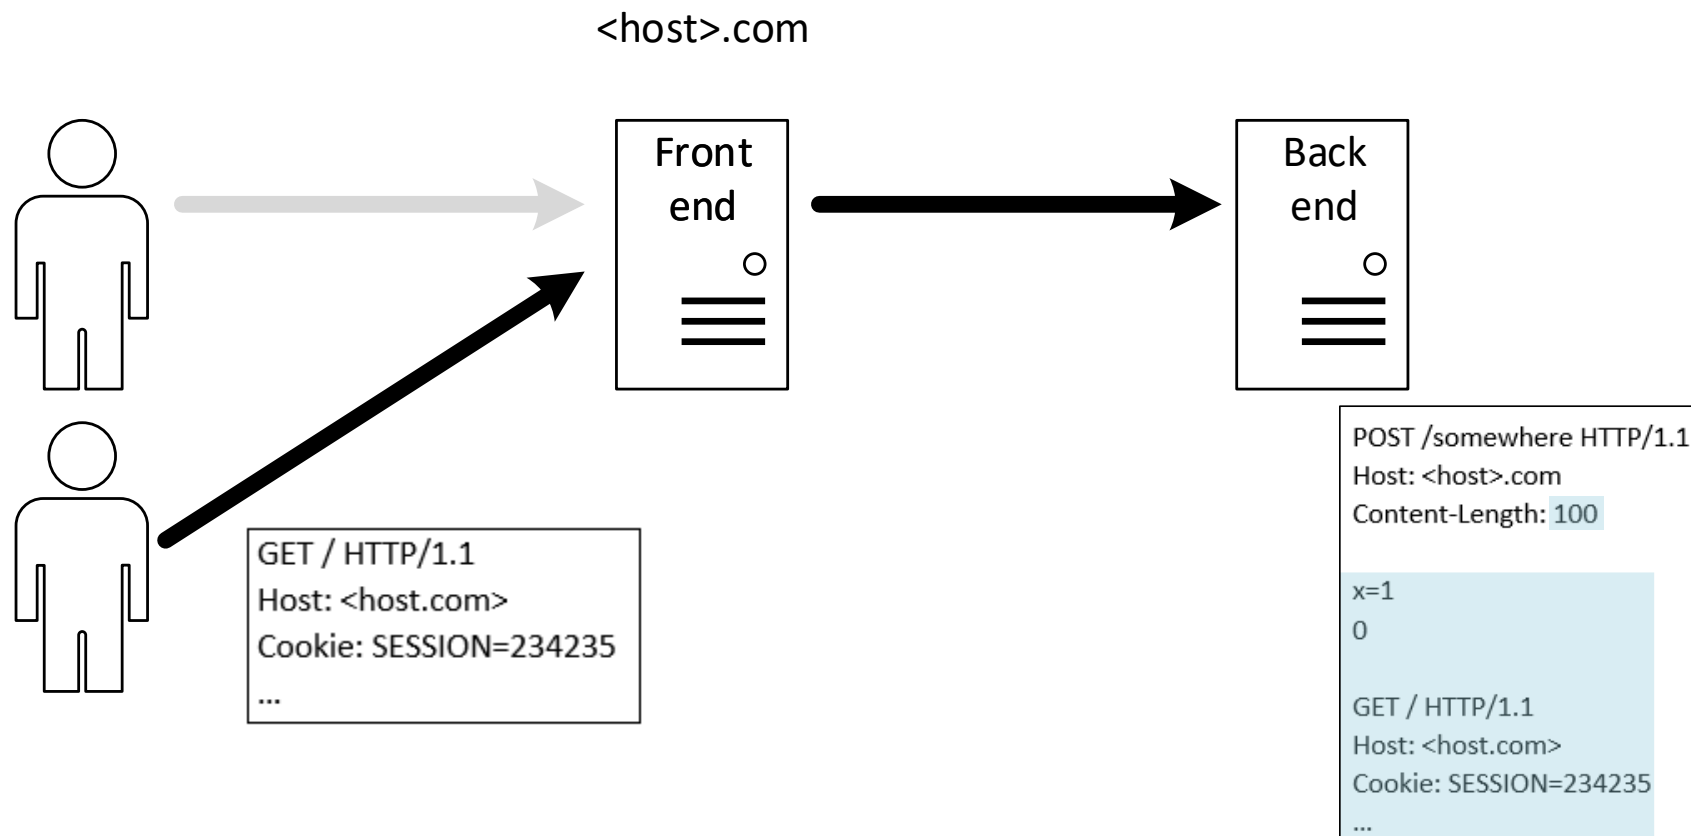 <host>.com
Front
end
Back
end
GET / HTTP/1.1
Host: <host.com>
Cookie: SESSION=234235
...
POST /somewhere HTTP/1.1
Host: <host>.com
Content-Length: 100
x=1
0
GET / HTTP/1.1
Host: <host.com>
Cookie: SESSION=234235
...